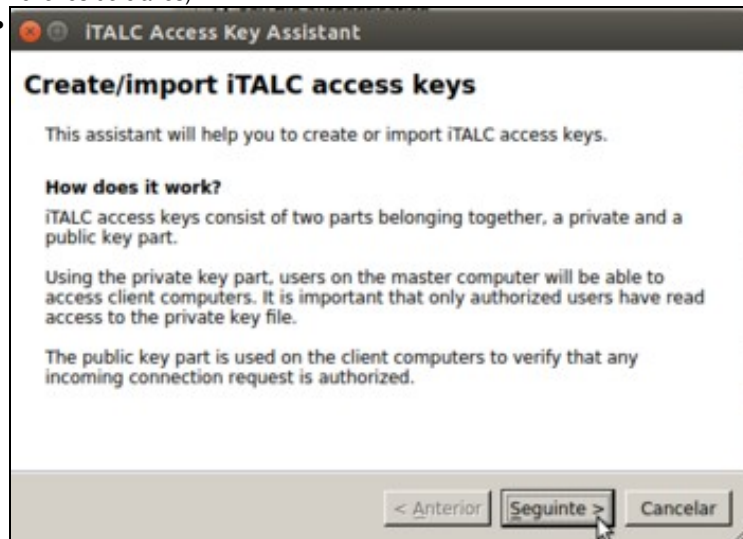 iTALC Access Key Assistant
Create/import iTALC access keys
This assistant will help you to create or import iTALC access keys.
How does it work?
iTALC access keys consist of two parts belonging together, a private and a
public key part.
Using the private key part, users on the master computer will be able to
access client computers. It is important that only authorized users have read
access to the private key file.
The public key part is used on the client computers to verify that any
incoming connection request is authorized.
< Anterior Seguinte > Cancelar